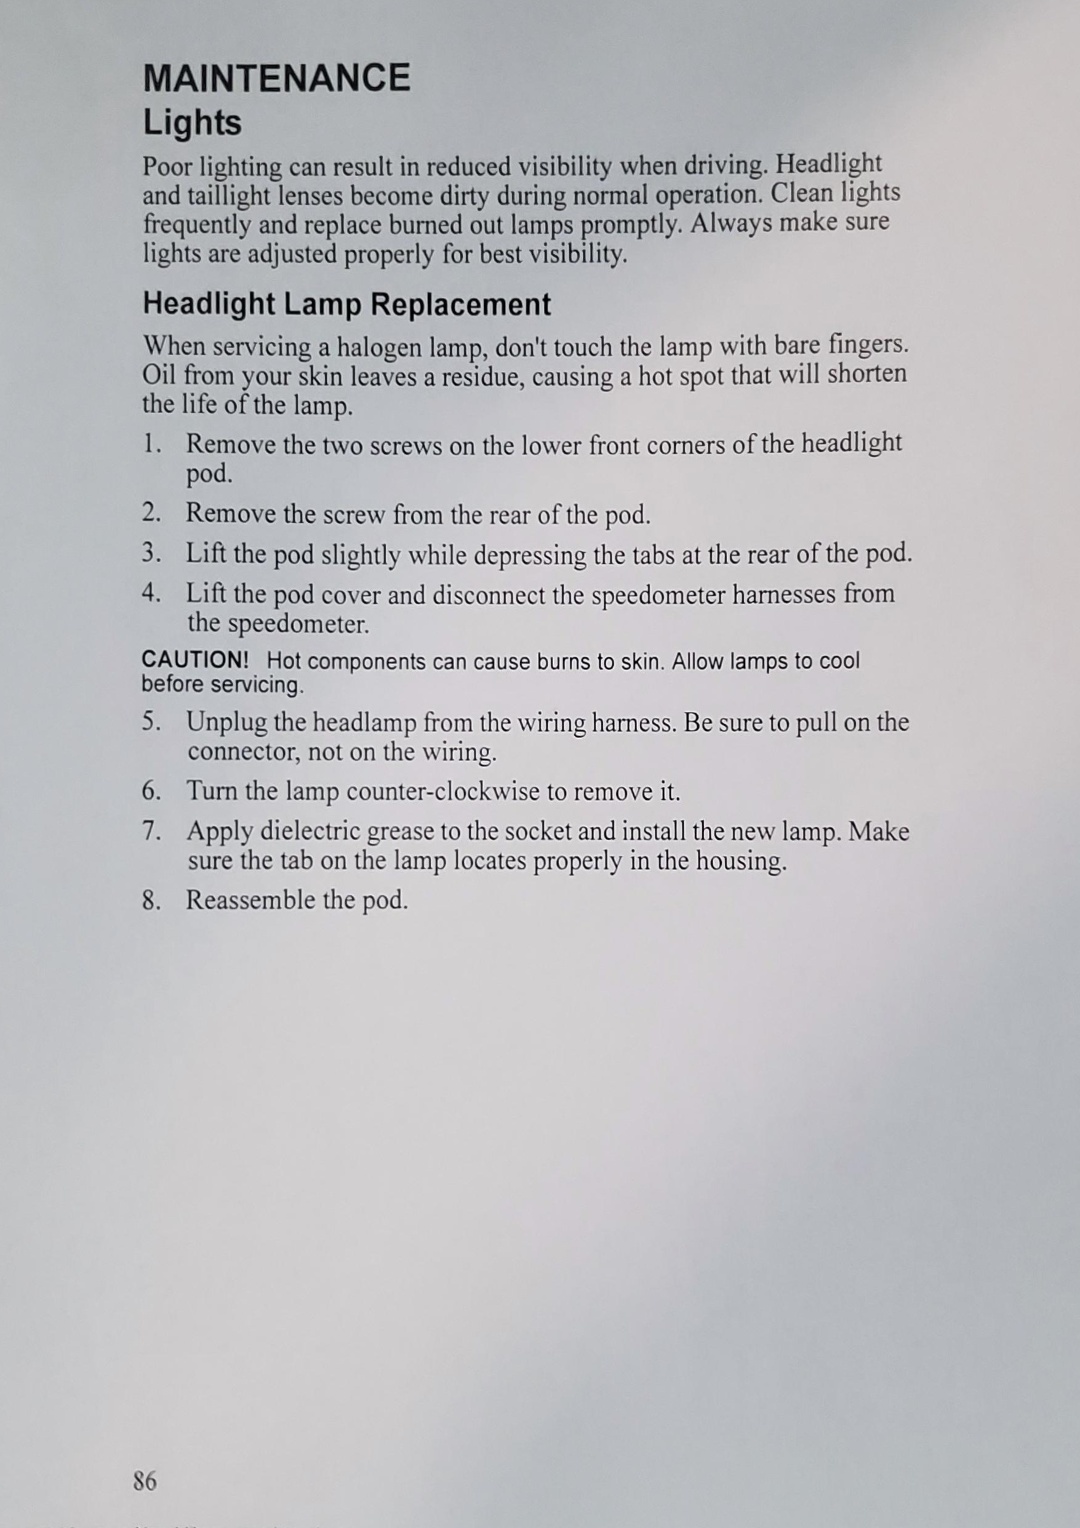 MAINTENANCE
Lights
Poor lighting can result in reduced visibility when driving. Headlight
and taillight lenses become dirty during normal operation. Clean lights
frequently and replace burned out lamps promptly. Always make sure
lights are adjusted properly for best visibility.
Headlight Lamp Replacement
When servicing a halogen lamp, don't touch the lamp with bare fingers.
Oil from your skin leaves a residue, causing a hot spot that will shorten
the life of the lamp.
1. Remove the two screws on the lower front corners of the headlight
pod.
2. Remove the screw from the rear of the pod.
3. Lift the pod slightly while depressing the tabs at the rear of the pod.
4. Lift the pod cover and disconnect the speedometer harnesses from
the speedometer.
CAUTION! Hot components can cause burns to skin. Allow lamps to cool
before servicing.
5. Unplug the headlamp from the wiring harness. Be sure to pull on the
connector, not on the wiring.
6. Turn the lamp counter-clockwise to remove it.
7. Apply dielectric grease to the socket and install the new lamp. Make
sure the tab on the lamp locates properly in the housing.
8. Reassemble the pod.
86